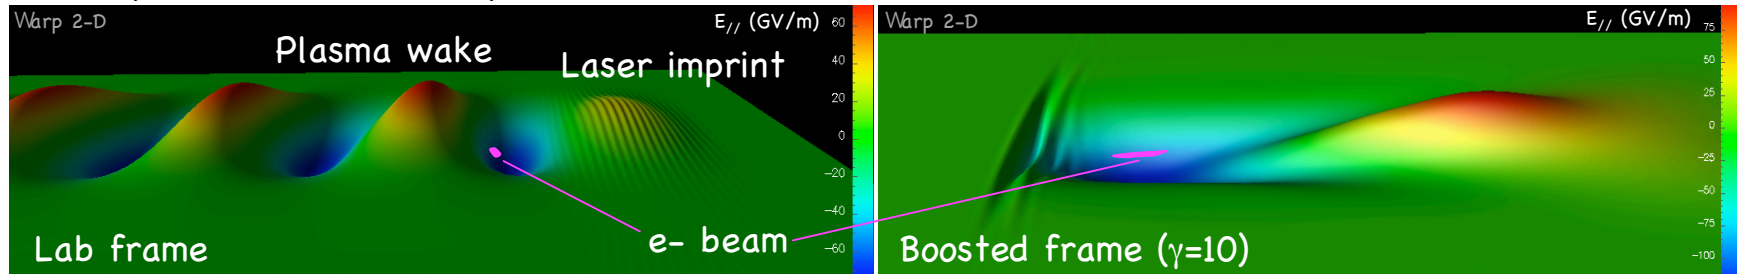 Warp 2-D
E// (GV/m)
Plasma wake
Laser imprint
60
40
20
0
−20
−40
−60
Lab frame
e- beam
Warp 2-D
E// (GV/m)
75
50
25
0
−25
−50
−75
−100
Boosted frame (γ=10)